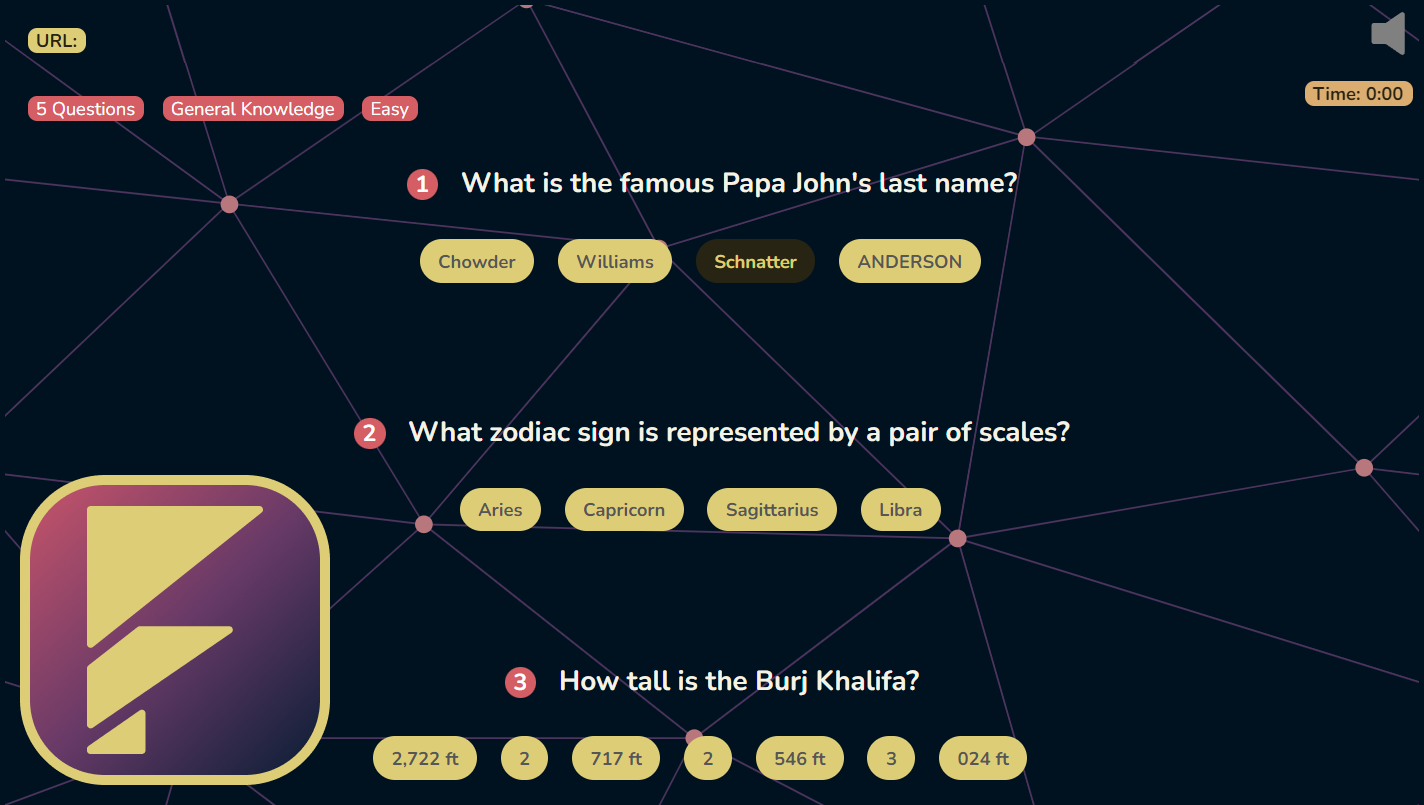 URL:
Time: 0:00
5 Questions General Knowledge Easy
1 What is the famous Papa John's last name?
Chowder Williams Schnatter ANDERSON
2 What zodiac sign is represented by a pair of scales?
Aries Capricorn Sagittarius Libra
3 How tall is the Burj Khalifa?
2,722 ft 2 717 ft 2 546 ft 3 024 ft